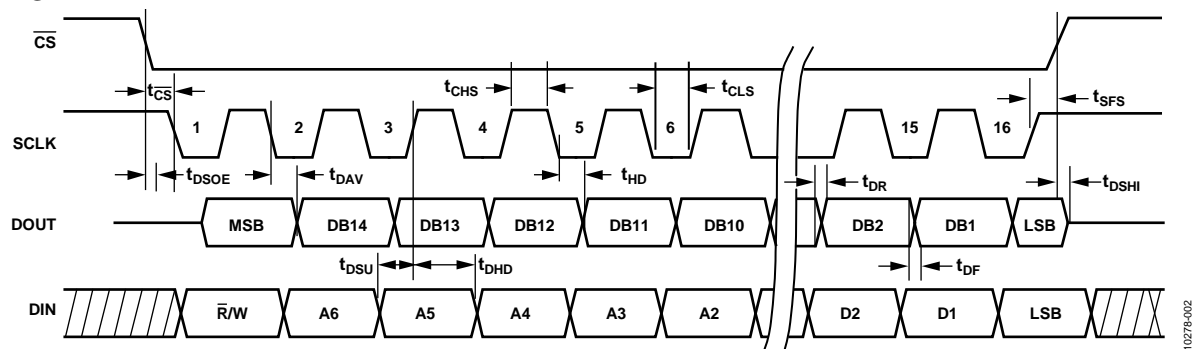 CS
tCS
tCHS
tCLS
tSFS
SCLK
1
2
3
4
5
6
15
16
tDSOE
tDAV
tHD
tDR
tDSHI
DOUT
MSB
DB14
DB13
DB12
DB11
DB10
DB2
DB1
LSB
tDSU
tDHD
tDF
DIN
R/W
A6
A5
A4
A3
A2
D2
D1
LSB
10278-002